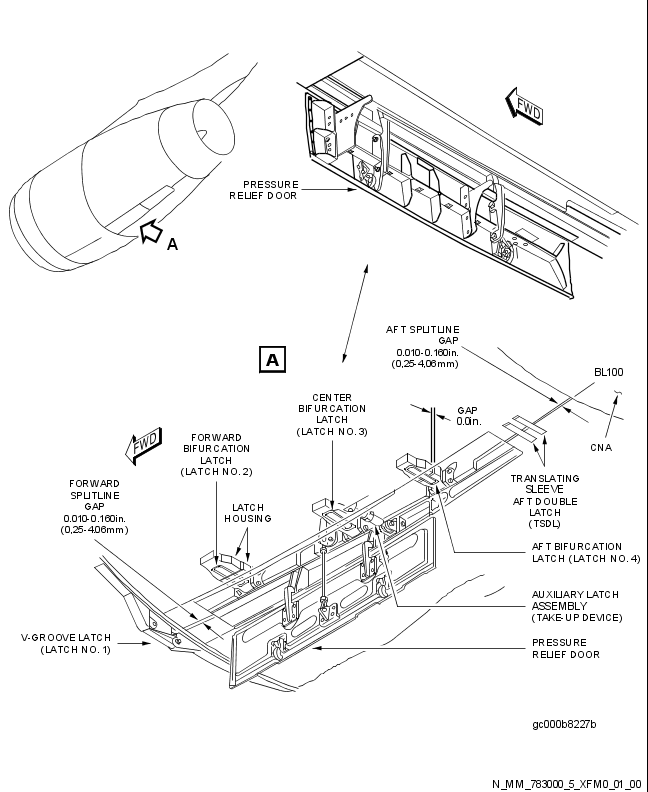 FWD
PRESSURE
RELIEF DOOR
A
AFT SPLITLINE
GAP
0.010-0.160in.
(0,25-4,06mm)
A
BL100
CENTER
BIFURCATION
LATCH
(LATCH NO. 3)
GAP
0.0in.
FWD
FORWARD
BIFURCATION
LATCH
(LATCH NO. 2)
CNA
FORWARD
SPLITLINE
GAP
0.010-0.160in.
(0,25-4.06mm)
LATCH
HOUSING
TRANSLATING
SLEEVE
AFT DOUBLE
LATCH
(TSDL)
AFT BIFURCATION
LATCH (LATCH NO. 4)
AUXILIARY LATCH
ASSEMBLY
(TAKE-UP DEVICE)
V-GROOVE LATCH
(LATCH NO. 1)
PRESSURE
RELIEF DOOR
gc000b8227b
N_MM_783000_5_XFM0_01_00